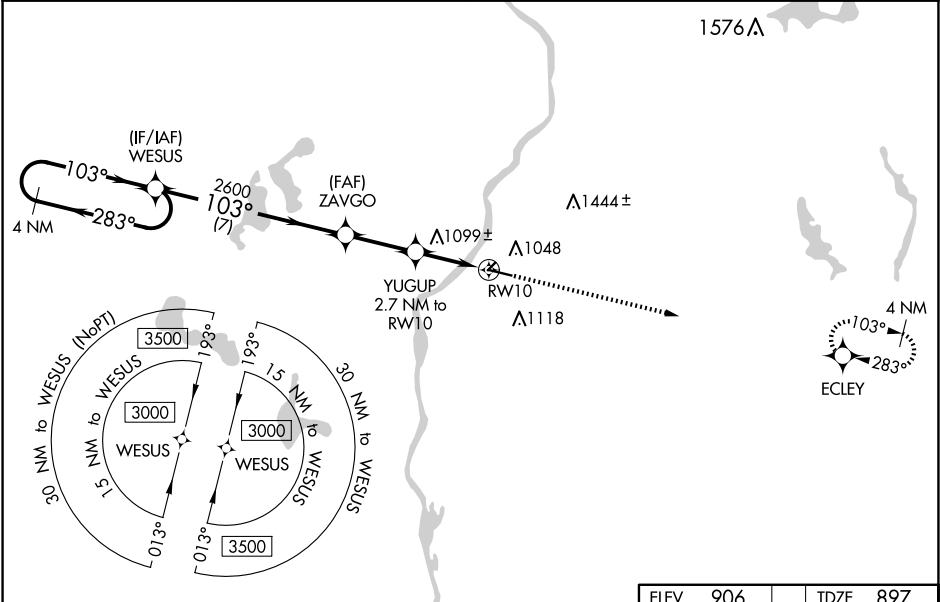 1576
(IF/IAF)
WESUS
103°
283°
4 NM
2600
103°
(7)
(FAF)
ZAVGO
1444±
1099±
1048
YUGUP
2.7 NM to
RW10
RW10
1118
4 NM
103°
283°
ECLEY
30 NM to WESUS (NoPT)
3500
15 NM to WESUS
193°
3000
WESUS
013°
193°
15 NM to WESUS
30 NM to WESUS
3000
WESUS
013°
3500
ELEV 906 TDZE 897